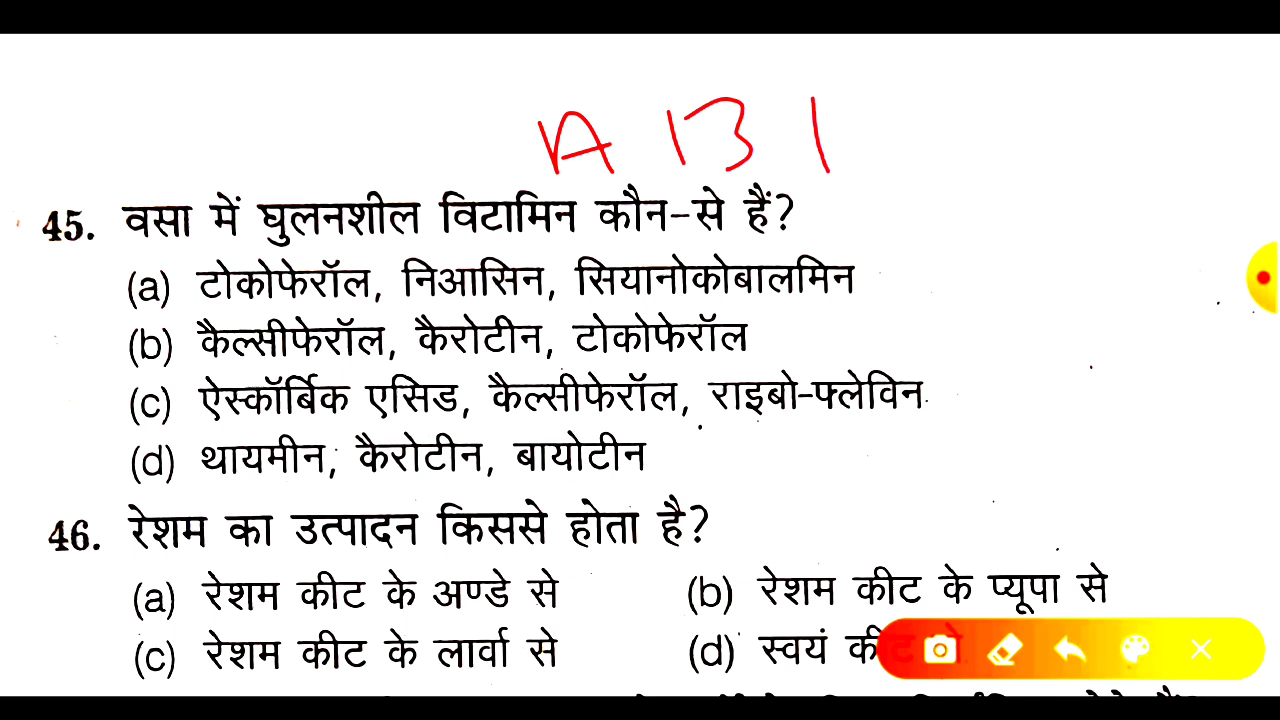 A 13 1
45. वसा में घुलनशील विटामिन कौन-से हैं?
(a) टोकोफेरॉल, निआसिन, सियानोकोबालमिन
(b) कैल्सीफेरॉल, कैरोटीन, टोकोफेरॉल
(c) ऐस्कॉर्बिक एसिड, कैल्सीफेरॉल, राइबो-फ्लेविन
(d) थायमीन, कैरोटीन, बायोटीन
46. रेशम का उत्पादन किससे होता है?
(a) रेशम कीट के अण्डे से (b) रेशम कीट के प्यूपा से
(c) रेशम कीट के लार्वा से (d) स्वयं